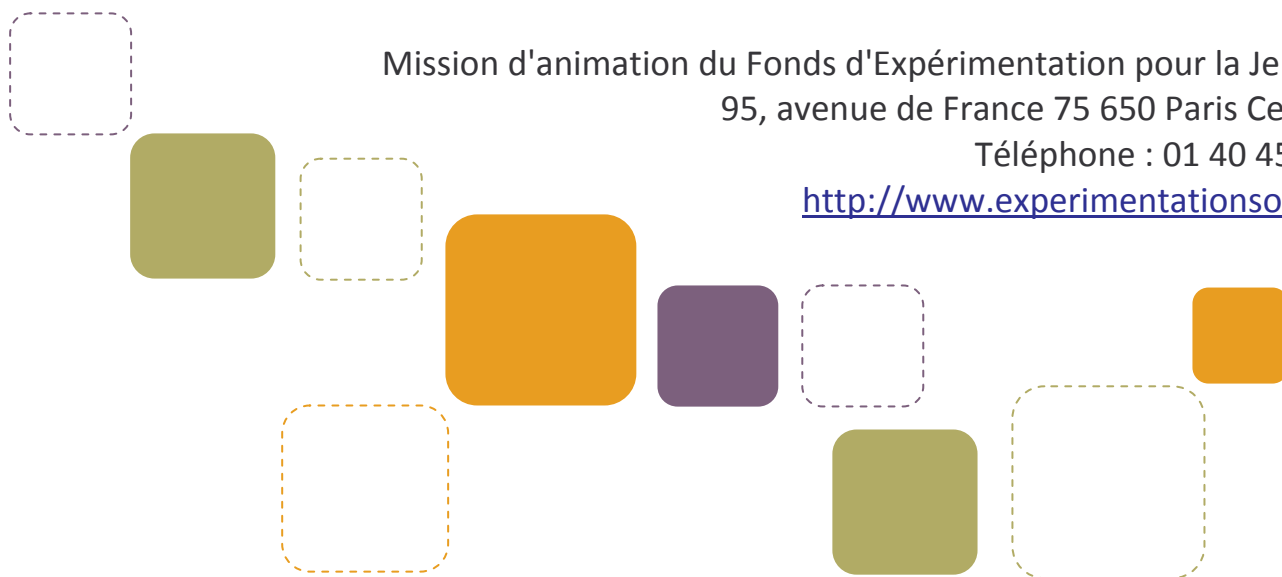 Mission d'animation du Fonds d'Expérimentation pour la Je
95, avenue de France 75 650 Paris Ce
Téléphone : 01 40 45
http://www.experimentationso